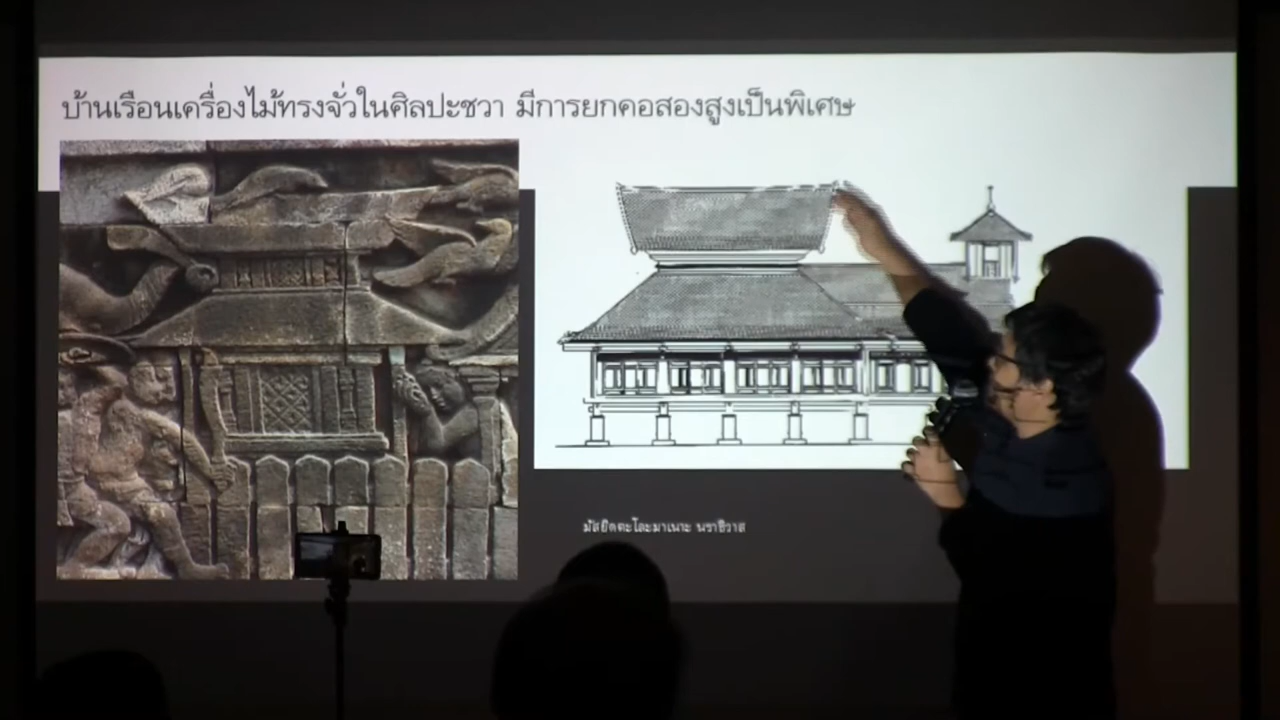 บ้านเรือนเครื่องไม้ทรงจั่วในศิลปะชวา มีการยกคอสองสูงเป็นพิเศษ
มัสยิดตะโละมาเนาะ นราธิวาส